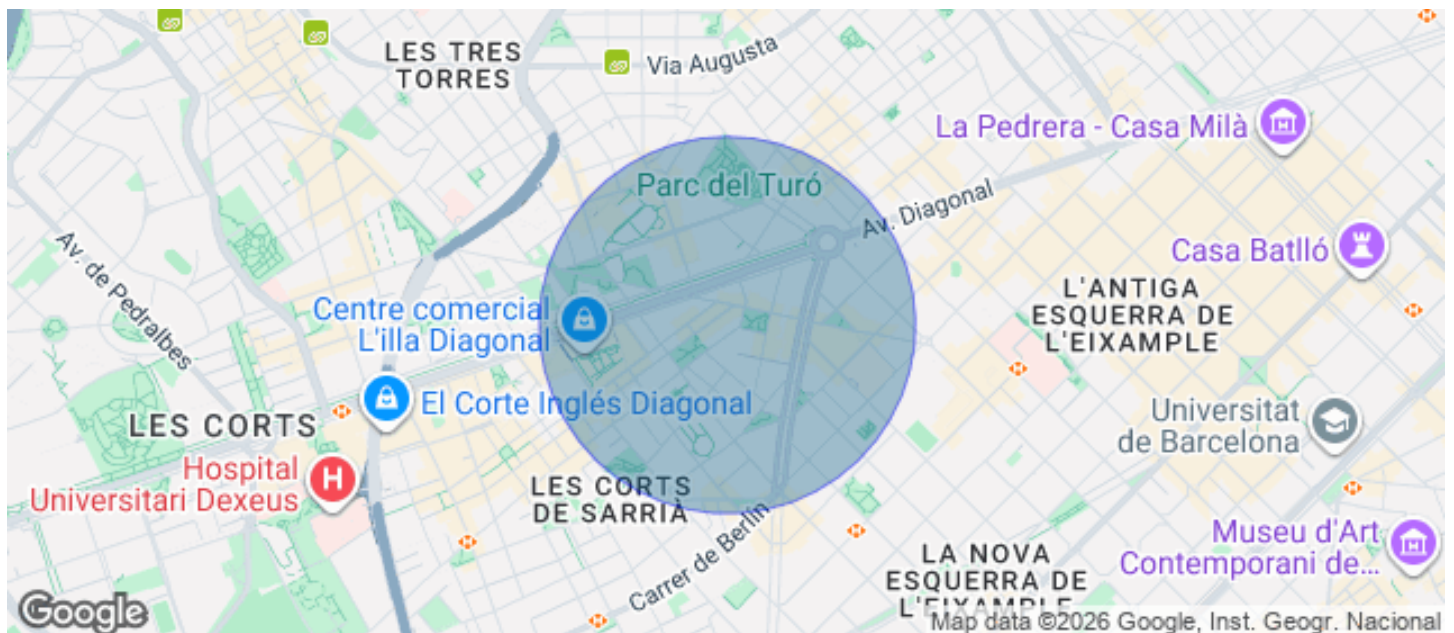 LES TRES
TORRES
Via Augusta
La Pedrera - Casa Milà
Parc del Turó
Av. Diagonal
Av. de Pedralbes
Casa Batlló
L'ANTIGA
ESQUERRA DE
L'EIXAMPLE
Centre comercial
L'illa Diagonal
El Corte Inglés Diagonal
LES CORTS
Universitat
de Barcelona
Hospital
Universitari Dexeus
H
LES CORTS
DE SARRIÀ
Carrer de Berlín
Museu d'Art
Contemporani de...
LA NOVA
ESQUERRA DE
L'EIXAMPLE
Google
Map data ©2026 Google, Inst. Geogr. Nacional